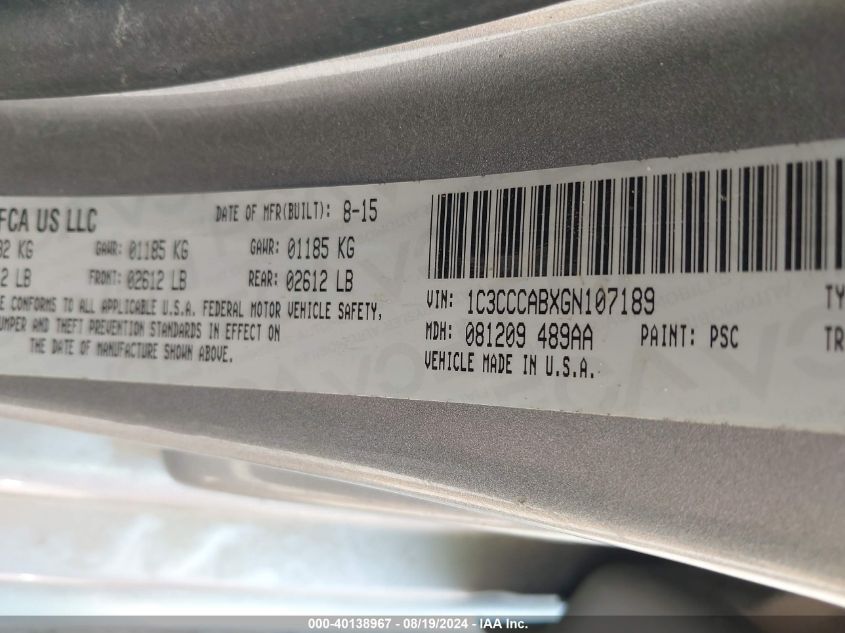 FCA US LLC
DATE OF MFR(BUILT): 8-15
KG GAWR: 01185 KG GAWR: 01185 KG
LB FRONT: 02612 LB REAR: 02612 LB
CONFORMS TO ALL APPLICABLE U.S.A. FEDERAL MOTOR VEHICLE SAFETY,
AND THEFT PREVENTION STANDARDS IN EFFECT ON
THE DATE OF MANUFACTURE SHOWN ABOVE.
VIN: 1C3CCCABXGN107189
MDH: 081209 489AA PAINT: PSC
VEHICLE MADE IN U.S.A.
000-40138967 - 08/19/2024 - IAA Inc.